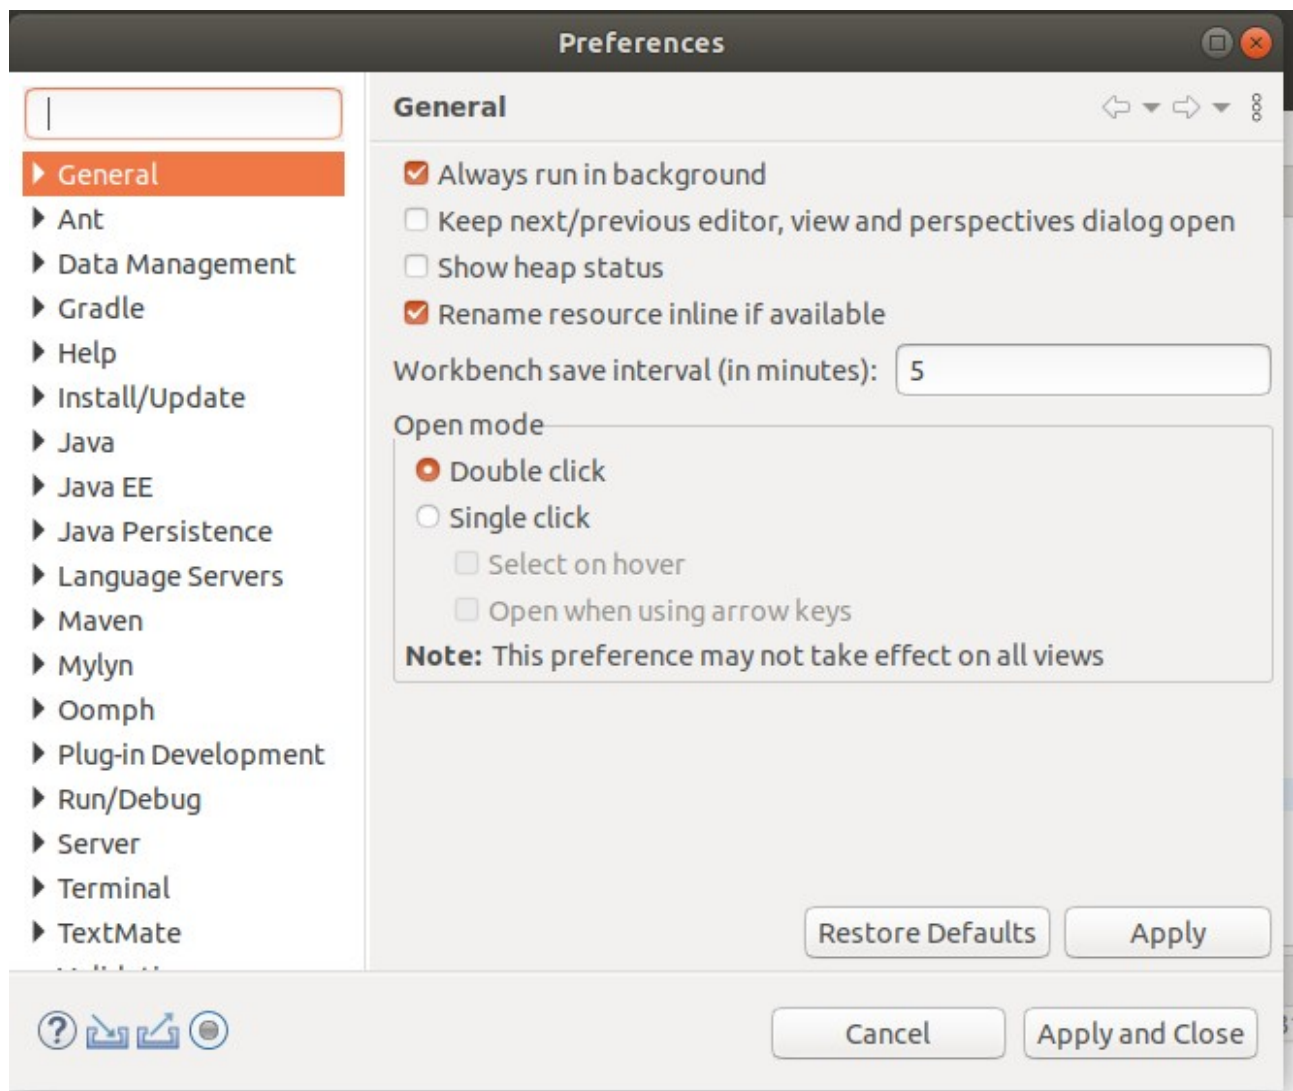 Preferences
General
Ant
Data Management
Gradle
Help
Install/Update
Java
Java EE
Java Persistence
Language Servers
Maven
Mylyn
Oomph
Plug-in Development
Run/Debug
Server
Terminal
TextMate
General
Always run in background
Keep next/previous editor, view and perspectives dialog open
Show heap status
Rename resource inline if available
Workbench save interval (in minutes): 5
Open mode
Double click
Single click
Select on hover
Open when using arrow keys
Note: This preference may not take effect on all views
Restore Defaults Apply
Cancel Apply and Close